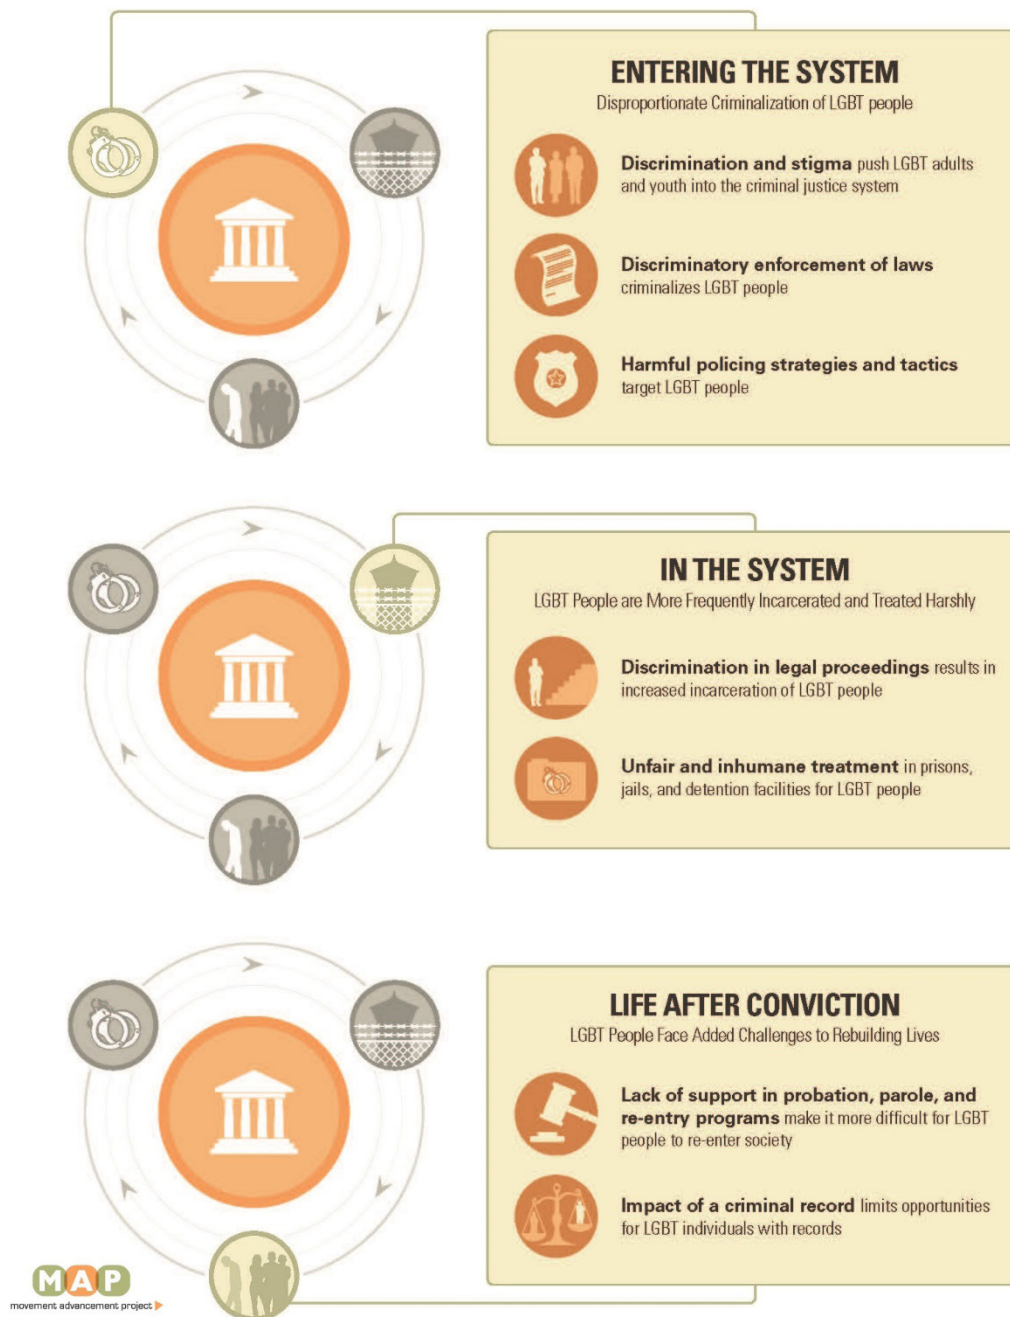 ENTERING THE SYSTEM
Disproportionate Criminalization of LGBT people
Discrimination and stigma push LGBT adults
and youth into the criminal justice system
Discriminatory enforcement of laws
criminalizes LGBT people
Harmful policing strategies and tactics
target LGBT people
IN THE SYSTEM
LGBT People are More Frequently Incarcerated and Treated Harshly
Discrimination in legal proceedings results in
increased incarceration of LGBT people
Unfair and inhumane treatment in prisons,
jails, and detention facilities for LGBT people
LIFE AFTER CONVICTION
LGBT People Face Added Challenges to Rebuilding Lives
Lack of support in probation, parole, and
re-entry programs make it more difficult for LGBT
people to re-enter society
Impact of a criminal record limits opportunities
for LGBT individuals with records
MAP
movement advancement project